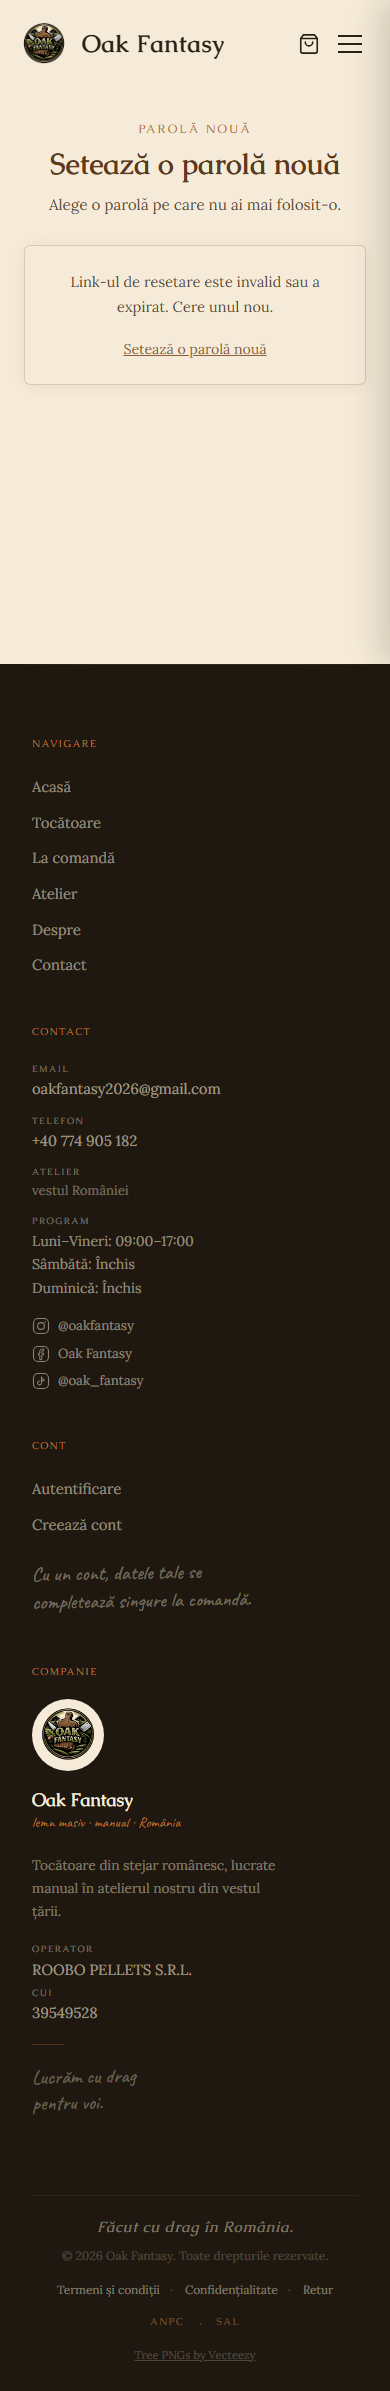 OAK
FANTASY
Oak Fantasy
PAROLĂ NOUĂ
Setează o parolă nouă
Alege o parolă pe care nu ai mai folosit-o.
Link-ul de resetare este invalid sau a
expirat. Cere unul nou.
Setează o parolă nouă
NAVIGARE
Acasă
Tocătoare
La comandă
Atelier
Despre
Contact
CONTACT
EMAIL
oakfantasy2026@gmail.com
TELEFON
+40 774 905 182
ATELIER
vestul României
PROGRAM
Luni–Vineri: 09:00–17:00
Sâmbătă: Închis
Duminică: Închis
@oakfantasy
Oak Fantasy
@oak_fantasy
CONT
Autentificare
Creează cont
Cu un cont, datele tale se
completează singure la comandă.
COMPANIE
OAK
FANTASY
Oak Fantasy
lemn masiv · manual · România
Tocătoare din stejar românesc, lucrate
manual în atelierul nostru din vestul
țării.
OPERATOR
ROOBO PELLETS S.R.L.
CUI
39549528
Lucrăm cu drag
pentru voi.
Făcut cu drag în România.
© 2026 Oak Fantasy. Toate drepturile rezervate.
Termeni și condiții · Confidențialitate · Retur
ANPC . SAL
Tree PNGs by Vecteezy